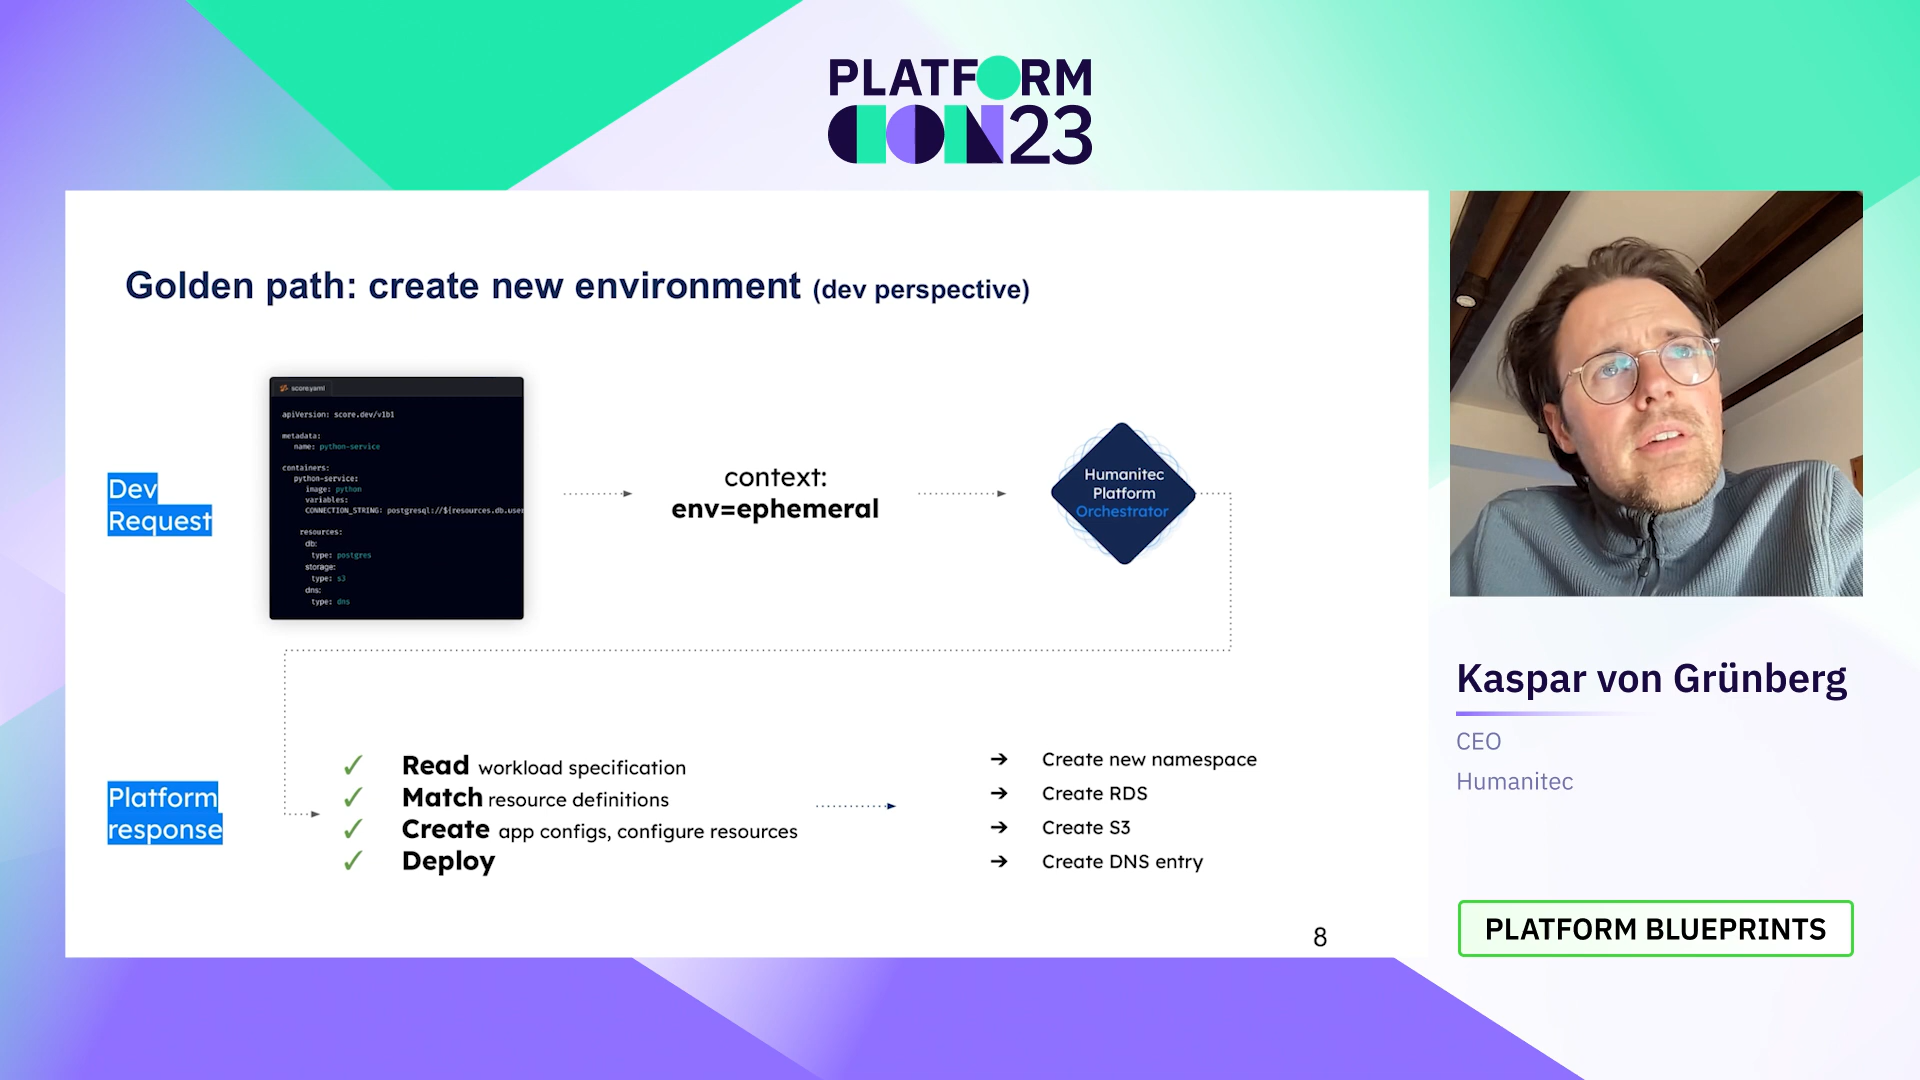 PLATFORM
CON23
Golden path: create new environment (dev perspective)
Dev
Request
score.yaml
apiVersion: score.dev/v1b1
metadata:
name: python-service
containers:
python-service:
image: python
variables:
CONNECTION_STRING: postgresql://${resources.db.user
resources:
db:
type: postgres
storage:
type: s3
dns:
type: dns
context:
env=ephemeral
Humanitec
Platform
Orchestrator
Platform
response
✓ Read workload specification
✓ Match resource definitions
✓ Create app configs, configure resources
✓ Deploy
➔ Create new namespace
➔ Create RDS
➔ Create S3
➔ Create DNS entry
8
Kaspar von Grünberg
CEO
Humanitec
PLATFORM BLUEPRINTS